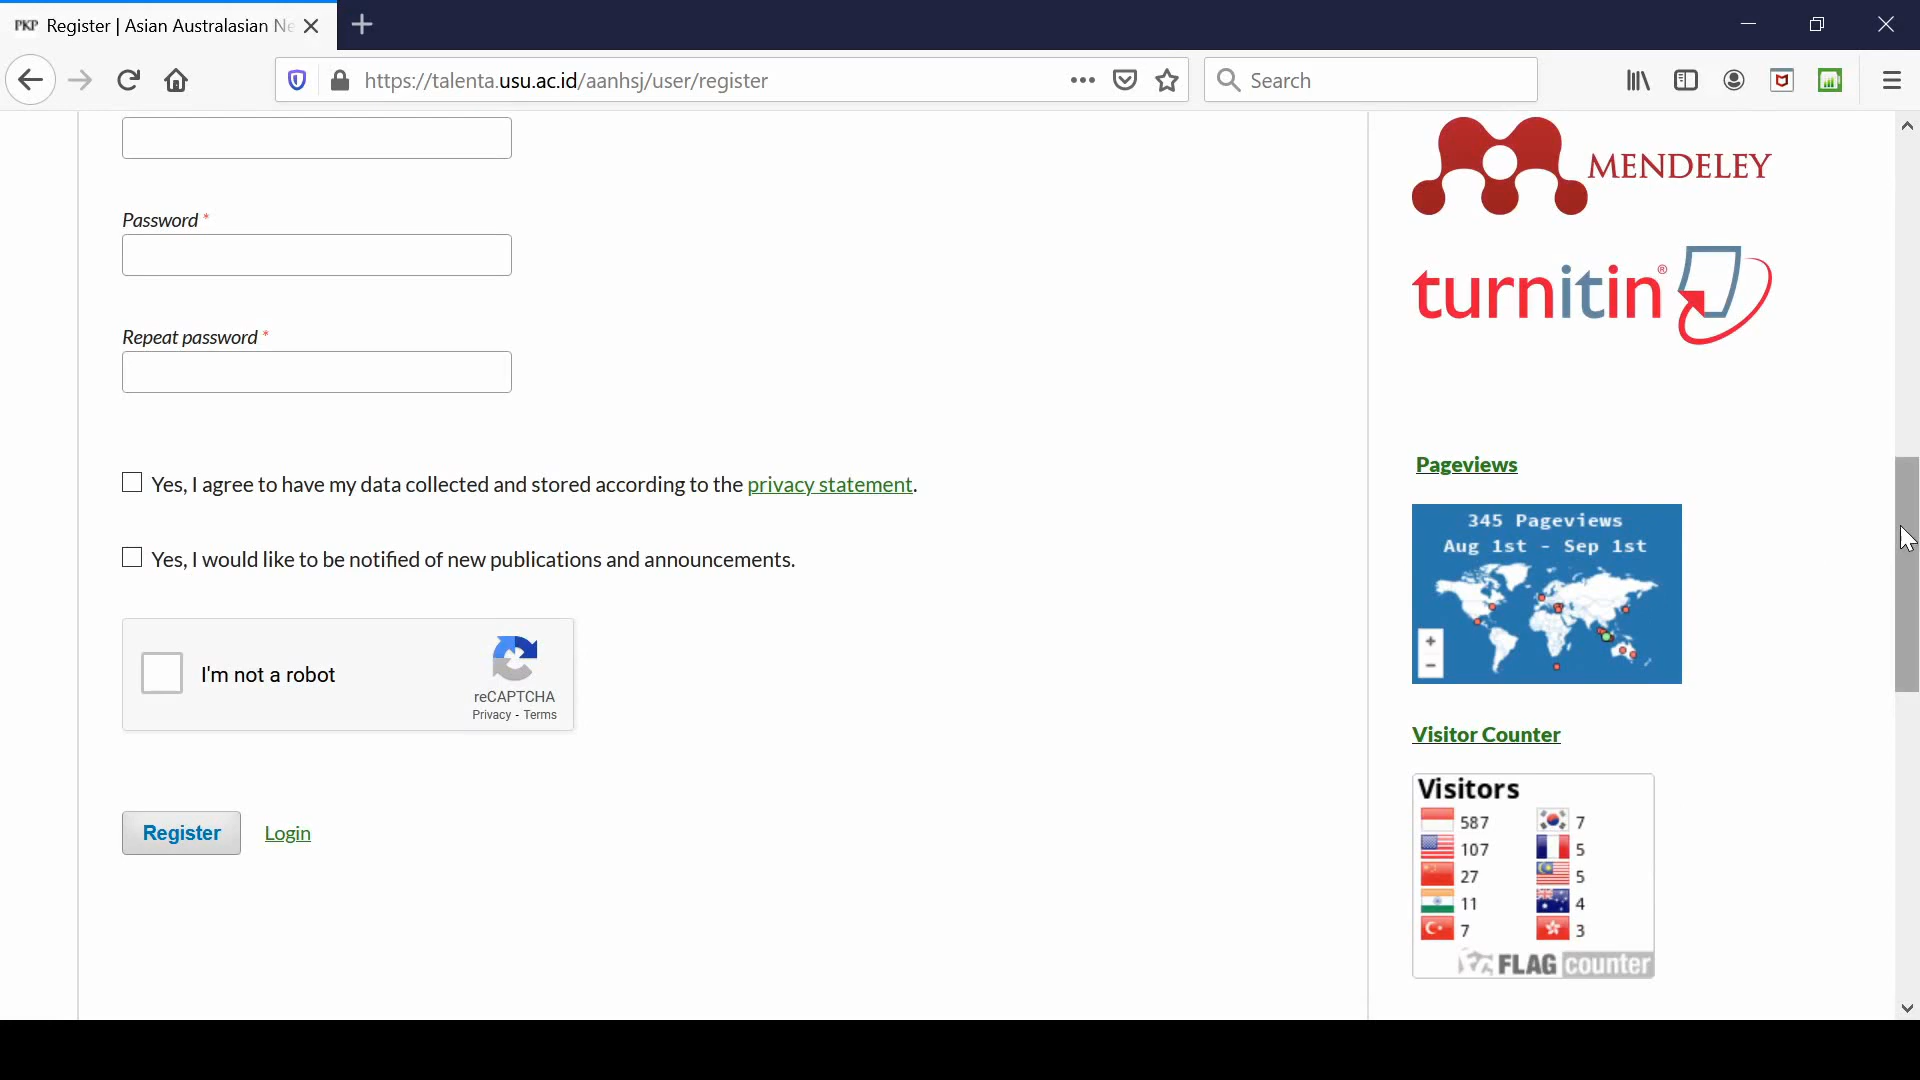 PKP Register | Asian Australasian Ne
https://talenta.usu.ac.id/aanhsj/user/register
Search
Password *
Repeat password *
Yes, I agree to have my data collected and stored according to the privacy statement.
Yes, I would like to be notified of new publications and announcements.
I'm not a robot
reCAPTCHA
Privacy - Terms
Register
Login
MENDELEY
turnitin®
Pageviews
345 Pageviews
Aug 1st - Sep 1st
+
−
Visitor Counter
Visitors
587 7
107 5
27 5
11 4
7 3
FLAG counter